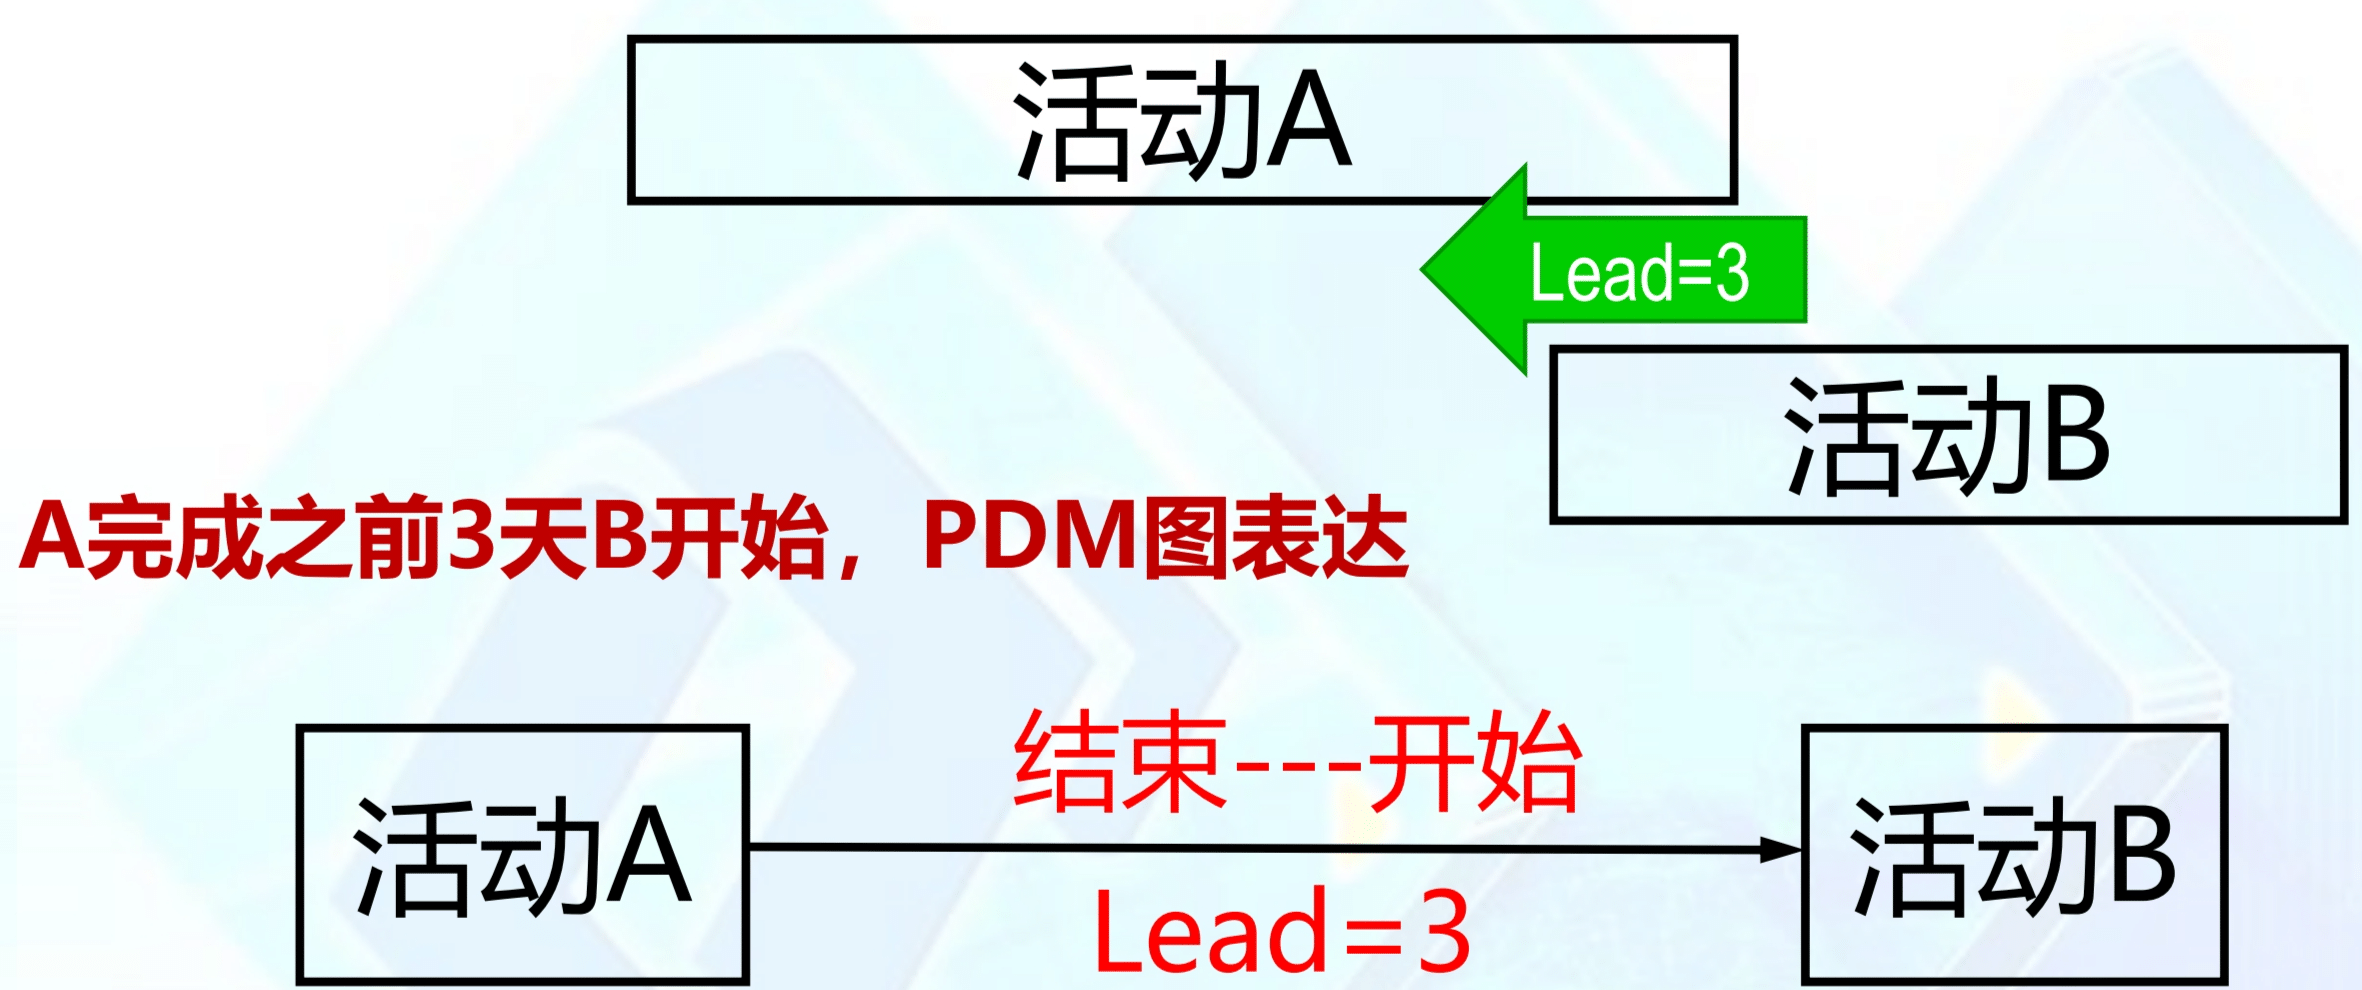 活动A
Lead=3
活动B
A完成之前3天B开始，PDM图表达
结束---开始
活动A
活动B
Lead=3